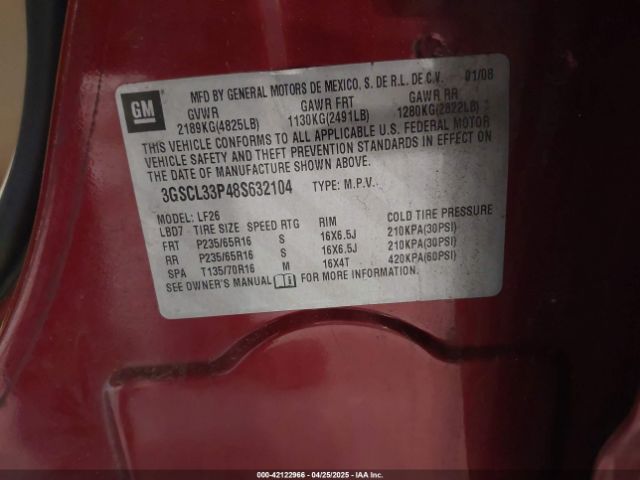 GM
MFD BY GENERAL MOTORS DE MEXICO, S. DE R.L. DE C.V. 01/08
GVWR GAWR FRT GAWR RR
2189KG(4825LB) 1130KG(2491LB) 1280KG(2822LB)
THIS VEHICLE CONFORMS TO ALL APPLICABLE U.S. FEDERAL MOTOR
VEHICLE SAFETY AND THEFT PREVENTION STANDARDS IN EFFECT ON
THE DATE OF MANUFACTURE SHOWN ABOVE.
3GSCL33P48S632104 TYPE: M.P.V.
MODEL: LF26
LBD7 TIRE SIZE SPEED RTG RIM COLD TIRE PRESSURE
FRT P235/65R16 S 16X6.5J 210KPA(30PSI)
RR P235/65R16 S 16X6.5J 210KPA(30PSI)
SPA T135/70R16 M 16X4T 420KPA(60PSI)
SEE OWNER'S MANUAL FOR MORE INFORMATION.
000-42122966 - 04/25/2025 - IAA Inc.